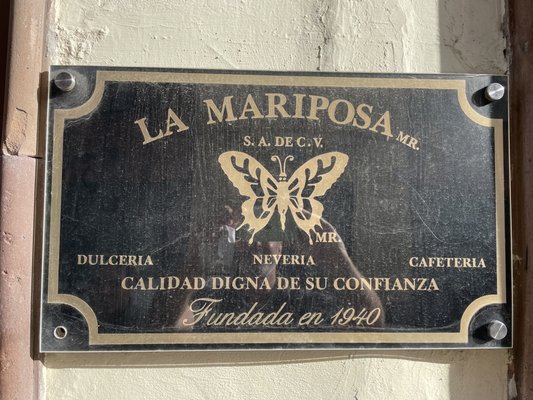 LA MARIPOSA MR.
S.A. DE C.V.
MR.
DULCERIA NEVERIA CAFETERIA
CALIDAD DIGNA DE SU CONFIANZA
Fundada en 1940